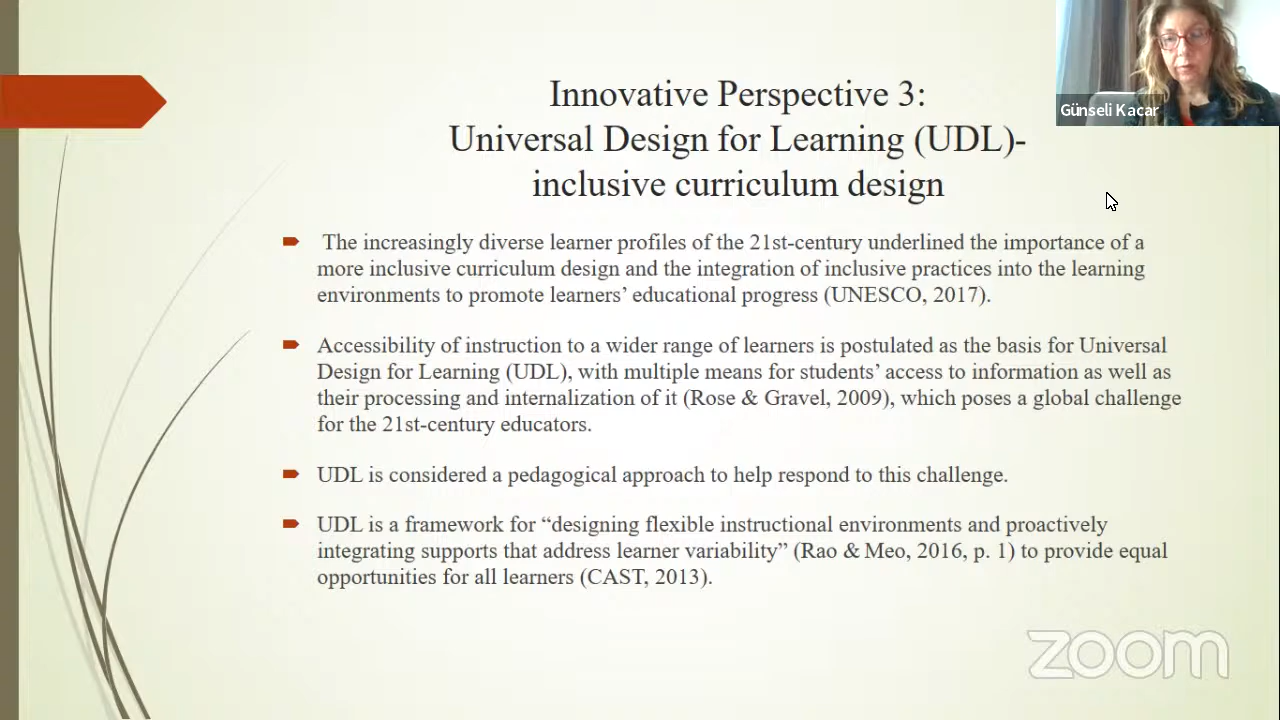 Innovative Perspective 3:
Universal Design for Learning (UDL)-
inclusive curriculum design
Günseli Kacar
The increasingly diverse learner profiles of the 21st-century underlined the importance of a
more inclusive curriculum design and the integration of inclusive practices into the learning
environments to promote learners’ educational progress (UNESCO, 2017).
Accessibility of instruction to a wider range of learners is postulated as the basis for Universal
Design for Learning (UDL), with multiple means for students’ access to information as well as
their processing and internalization of it (Rose & Gravel, 2009), which poses a global challenge
for the 21st-century educators.
UDL is considered a pedagogical approach to help respond to this challenge.
UDL is a framework for “designing flexible instructional environments and proactively
integrating supports that address learner variability” (Rao & Meo, 2016, p. 1) to provide equal
opportunities for all learners (CAST, 2013).
zoom